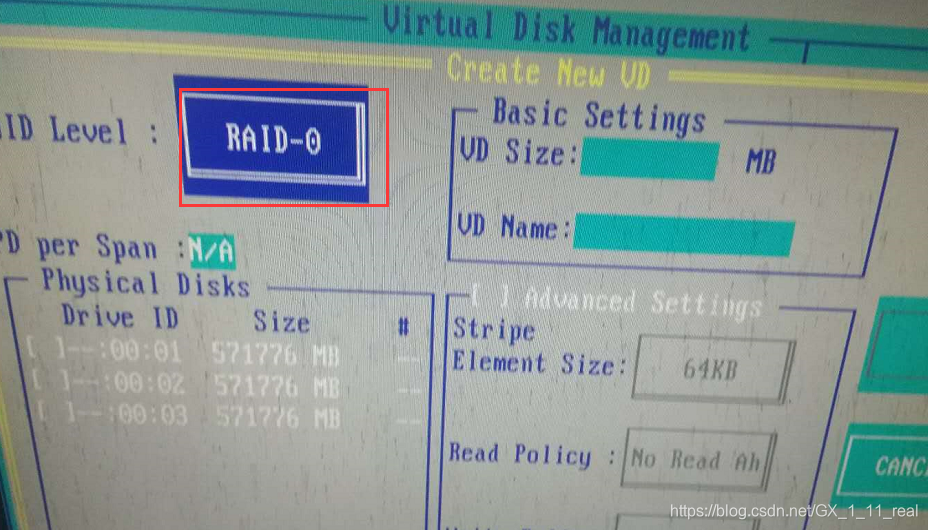 Virtual Disk Management
Create New VD
ID Level :
RAID-0
Basic Settings
VD Size:
MB
VD Name:
PD per Span :N/A
Physical Disks
Drive ID Size #
[ ]--:00:01 571776 MB --
[ ]--:00:02 571776 MB --
[ ]--:00:03 571776 MB --
[ ] Advanced Settings
Stripe
Element Size:
64KB
Read Policy :
No Read Ah
CANC
https://blog.csdn.net/GX_1_11_real